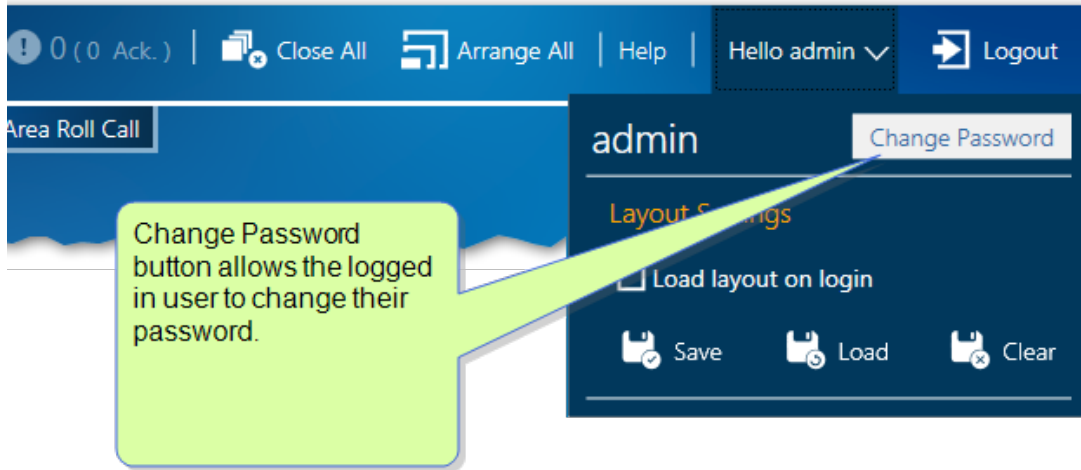 ! 0 ( 0 Ack. ) | Close All Arrange All | Help | Hello admin Logout
Area Roll Call
admin Change Password
Change Password
button allows the logged
in user to change their
password.
Load layout on login
Save Load Clear